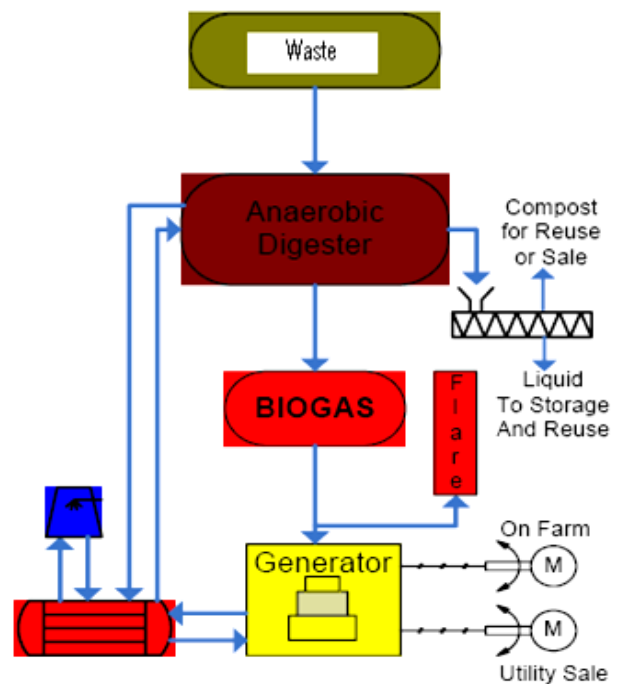 Waste
Anaerobic
Digester
Compost
for Reuse
or Sale
Liquid
To Storage
And Reuse
BIOGAS
Flare
Generator
On Farm
M
M
Utility Sale